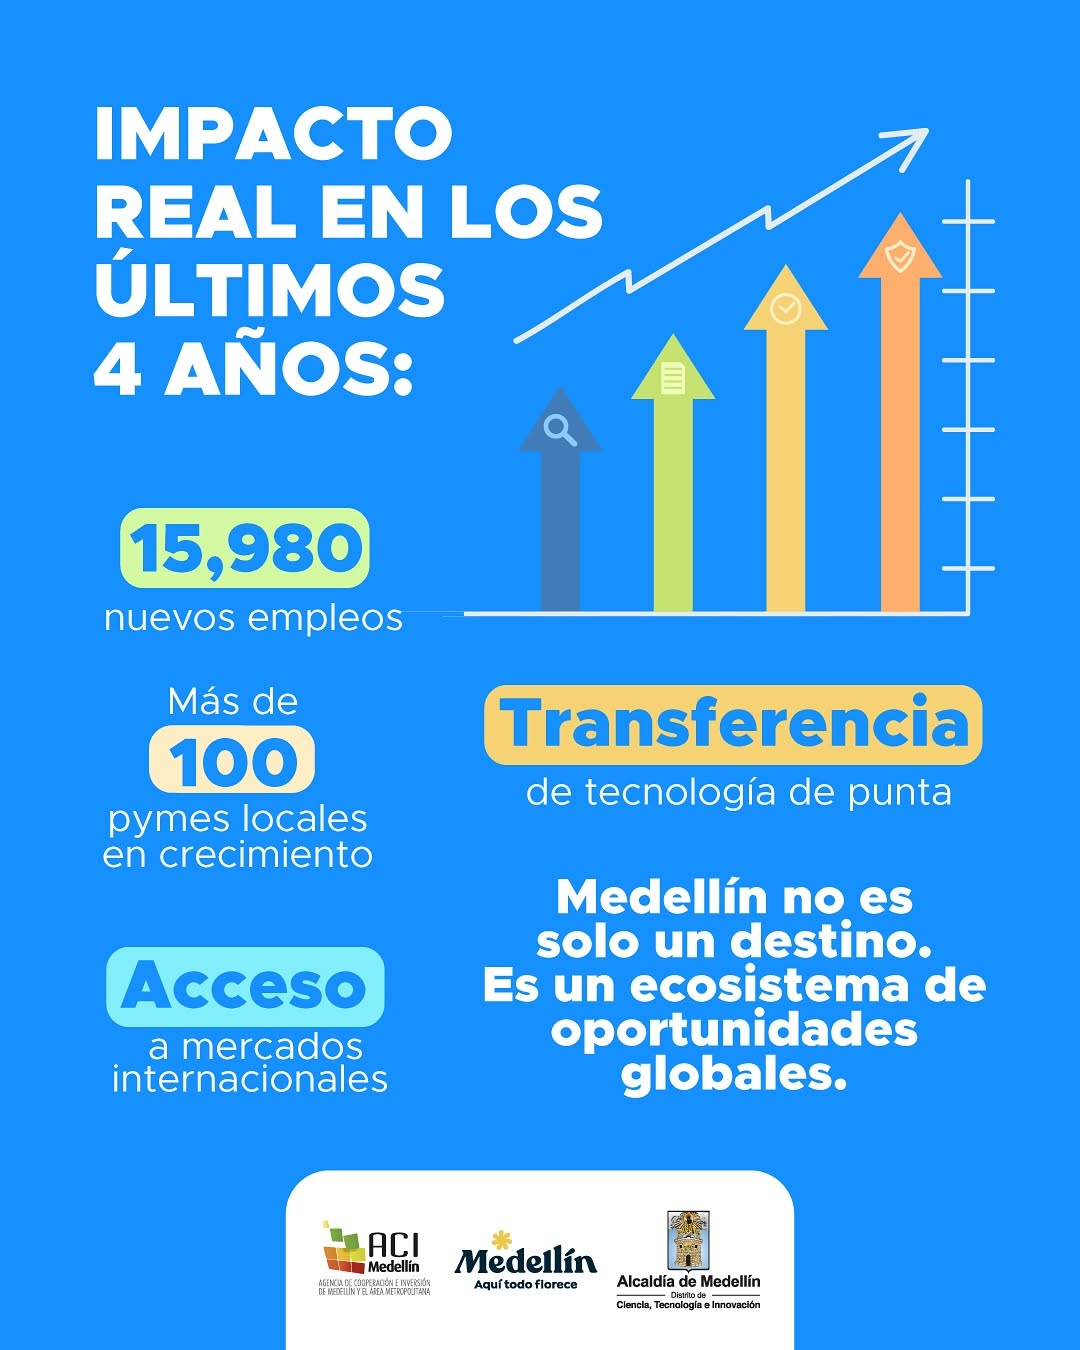 IMPACTO
REAL EN LOS
ÚLTIMOS
4 AÑOS:
15,980
nuevos empleos
Más de
100
pymes locales
en crecimiento
Acceso
a mercados
internacionales
Transferencia
de tecnología de punta
Medellín no es
solo un destino.
Es un ecosistema de
oportunidades
globales.
ACI
Medellín
AGENCIA DE COOPERACIÓN E INVERSIÓN
DE MEDELLÍN Y EL ÁREA METROPOLITANA
Medellín
Aquí todo florece
Alcaldía de Medellín
Distrito de
Ciencia, Tecnología e Innovación